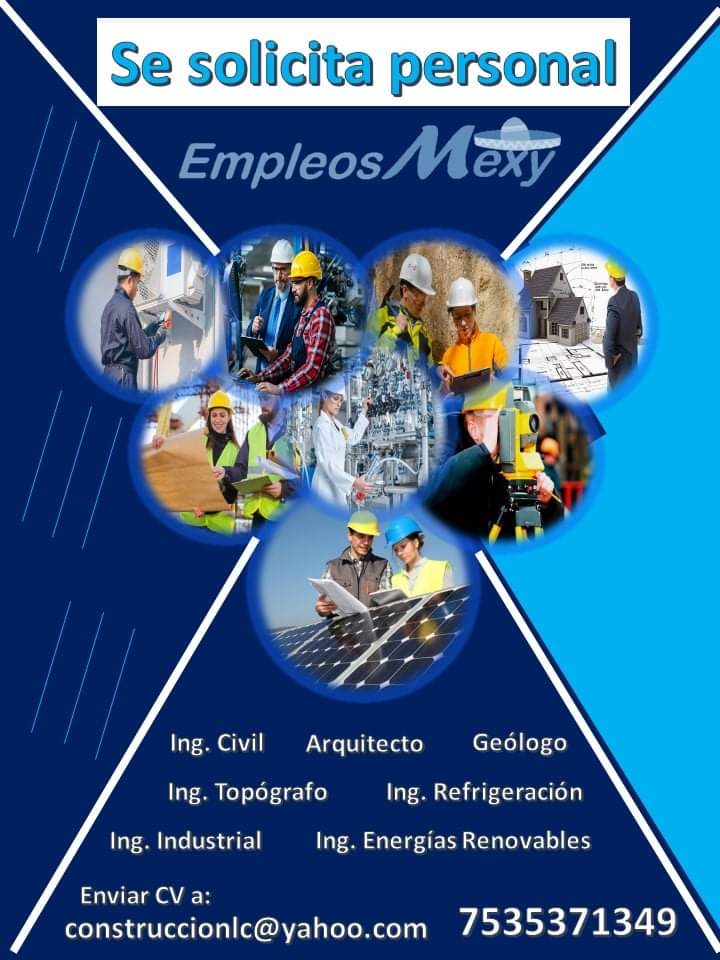 Se solicita personal
EmpleosMexy
Ing. Civil Arquitecto Geólogo
Ing. Topógrafo Ing. Refrigeración
Ing. Industrial Ing. Energías Renovables
Enviar CV a:
construccionlc@yahoo.com 7535371349